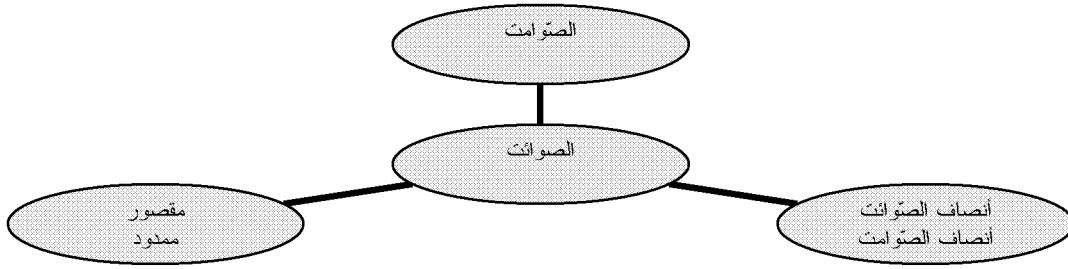 الصّوامت
الصوائت
أنصاف الصّوائت
أنصاف الصّوامت
مقصور
ممدود